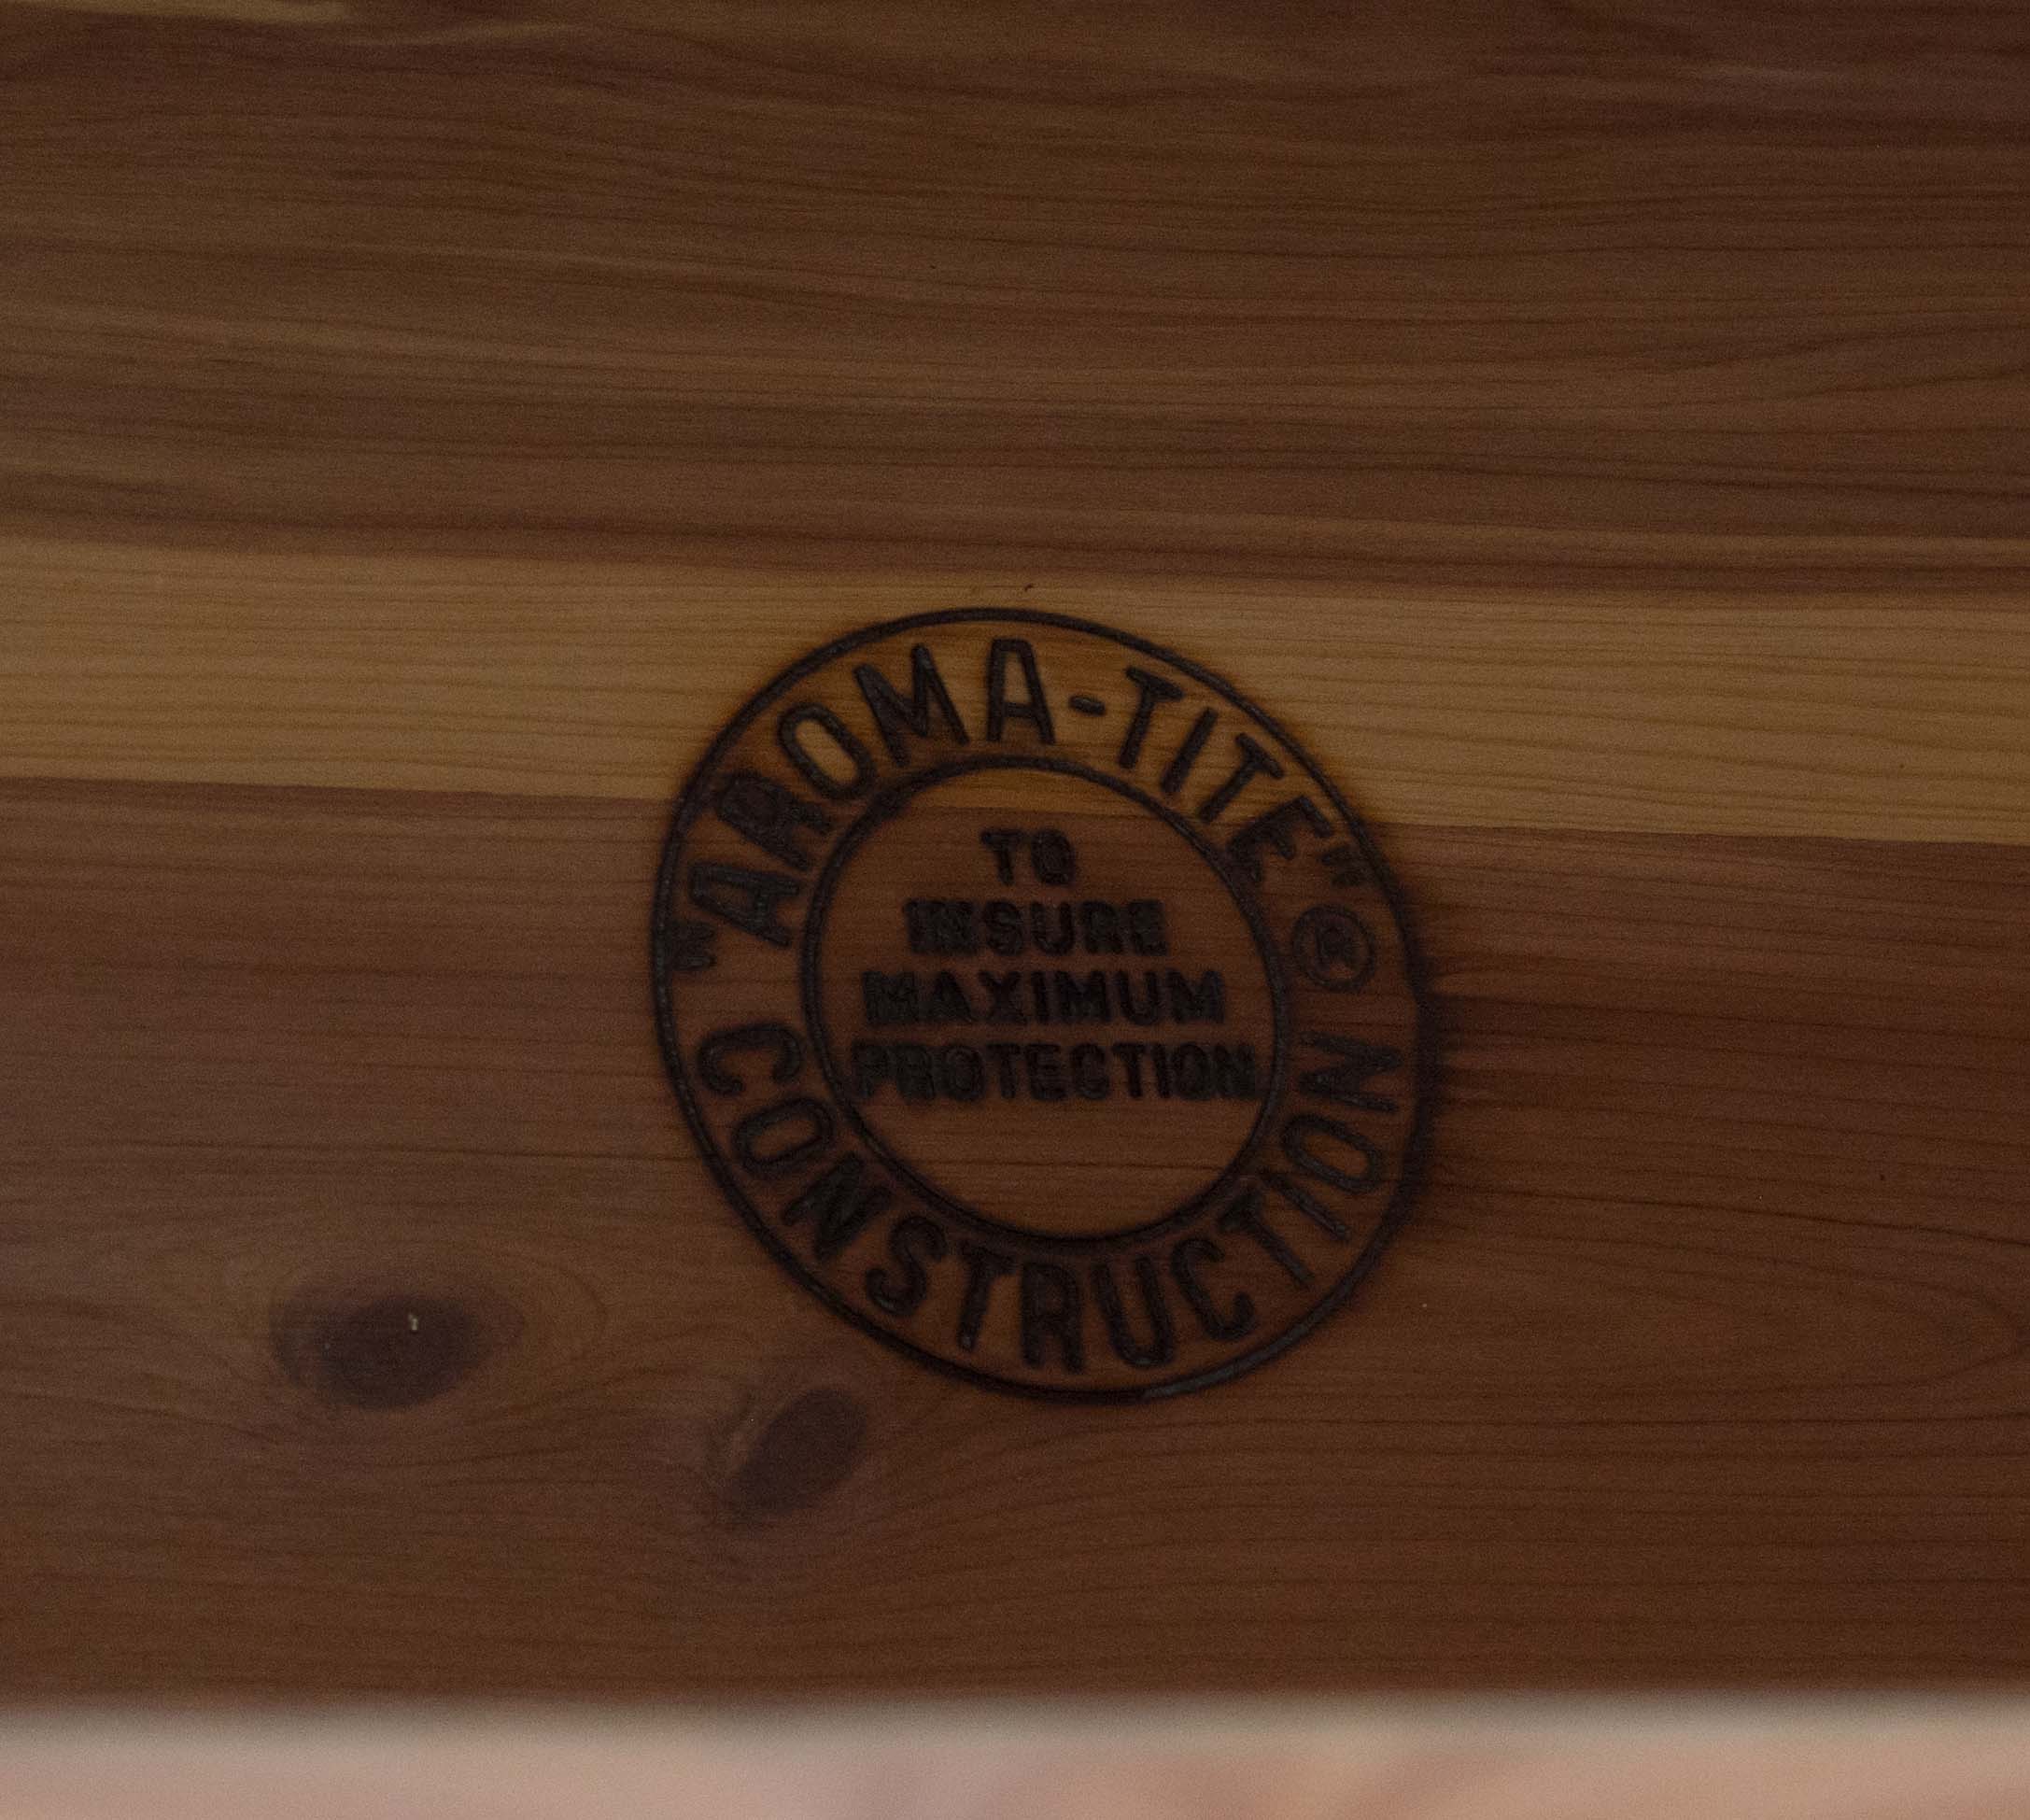 "AROMA-TITE"®
TO
INSURE
MAXIMUM
PROTECTION
CONSTRUCTION